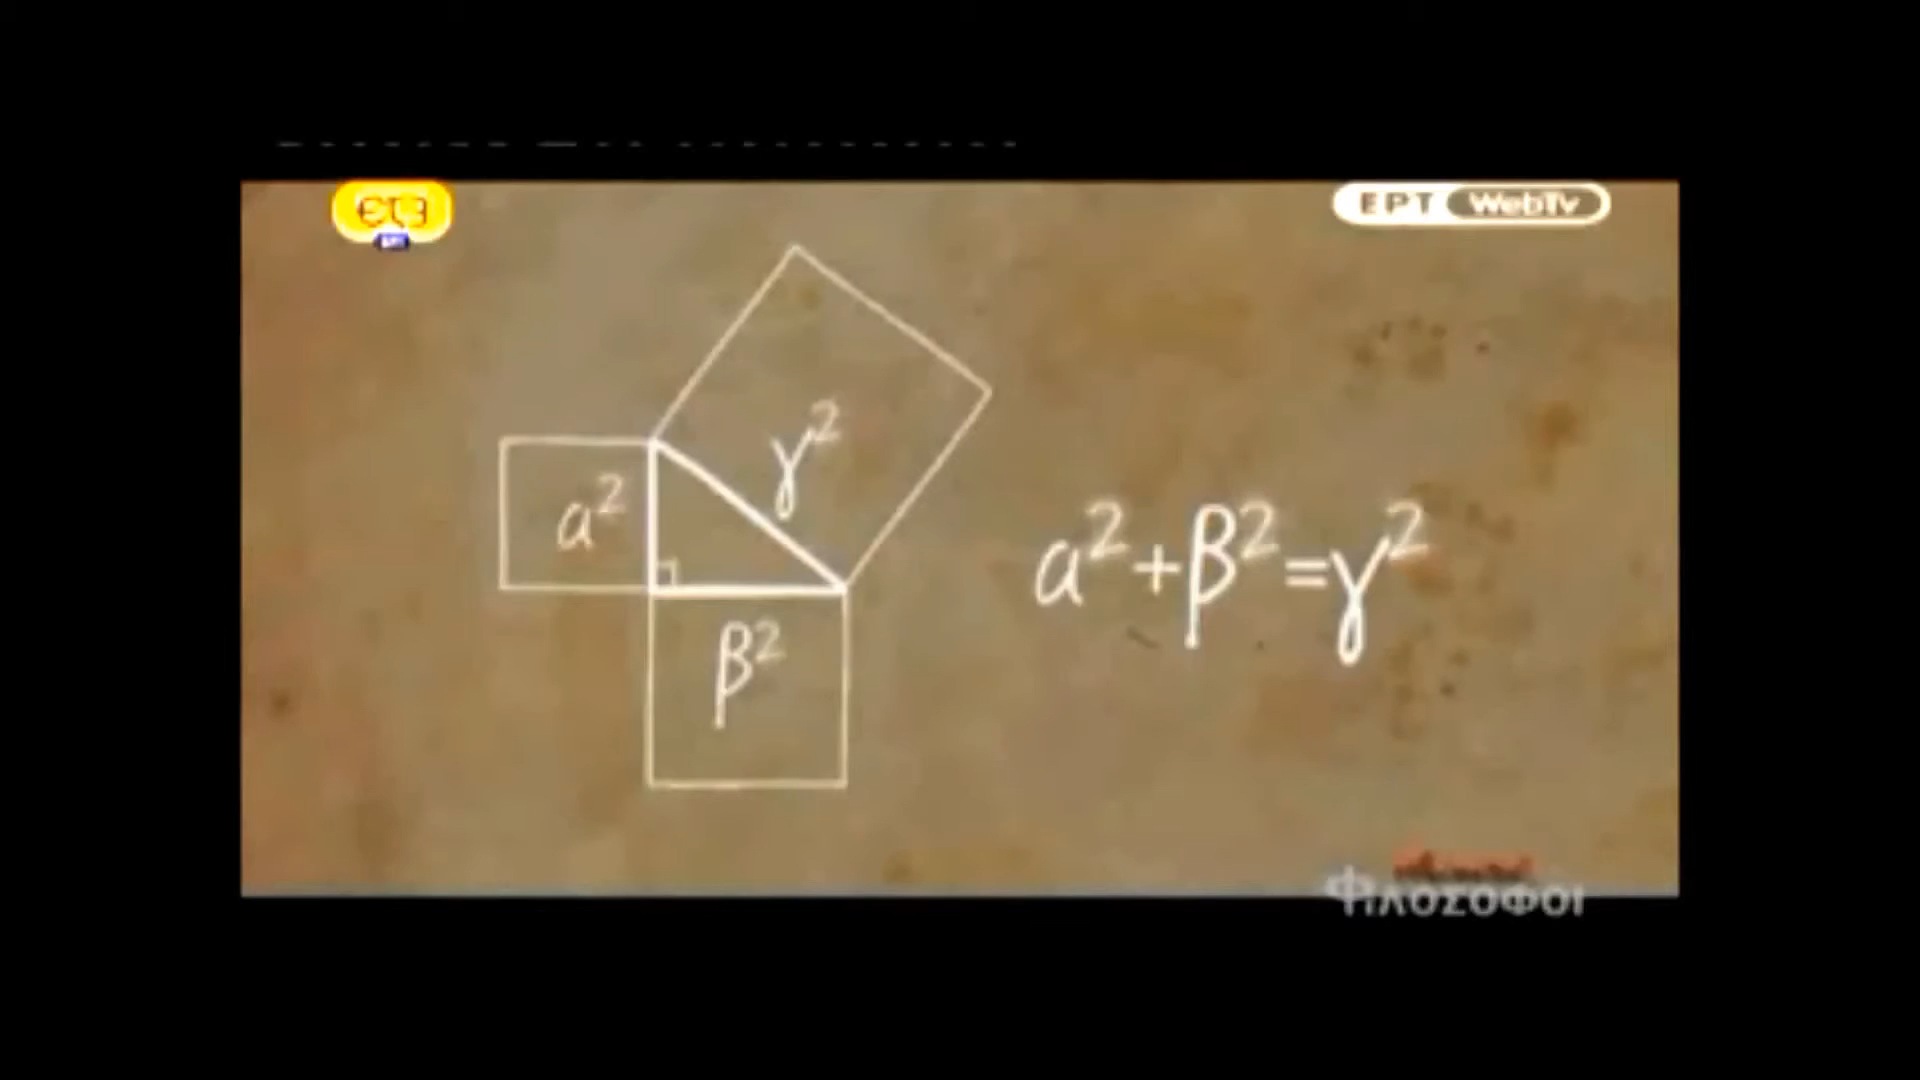 ΕΡΤ WebTv
γ²
α²
α²+β²=γ²
β²
ΦΙΛΟΣΟΦΟΙ